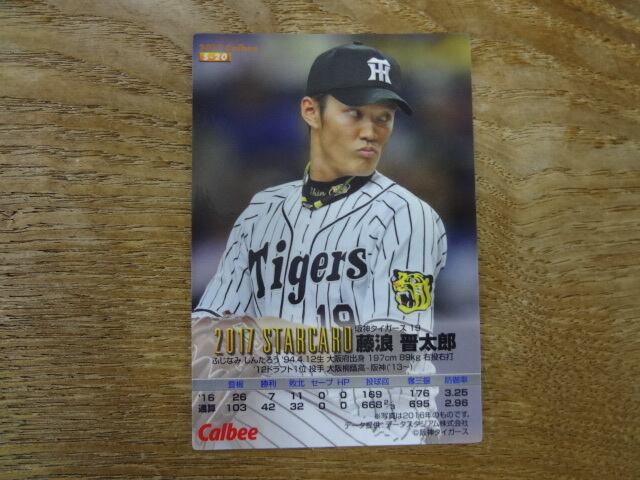 2017 Calbee
S-20
Tigers
19
2017 STARCARD
阪神タイガース 19
藤浪 晋太郎
ふじなみ しんたろう '94.4.12生 大阪府出身 197cm 89kg 右投右打
'12ドラフト1位 投手 大阪桐蔭高-阪神('13~)
登板 勝利 敗北 セーブ HP 投球回 奪三振 防御率
'16 26 7 11 0 0 169 176 3.25
通算 103 42 32 0 0 668 2/3 695 2.96
※写真は2016年のものです。
データ提供:データスタジアム株式会社
©阪神タイガース
Calbee